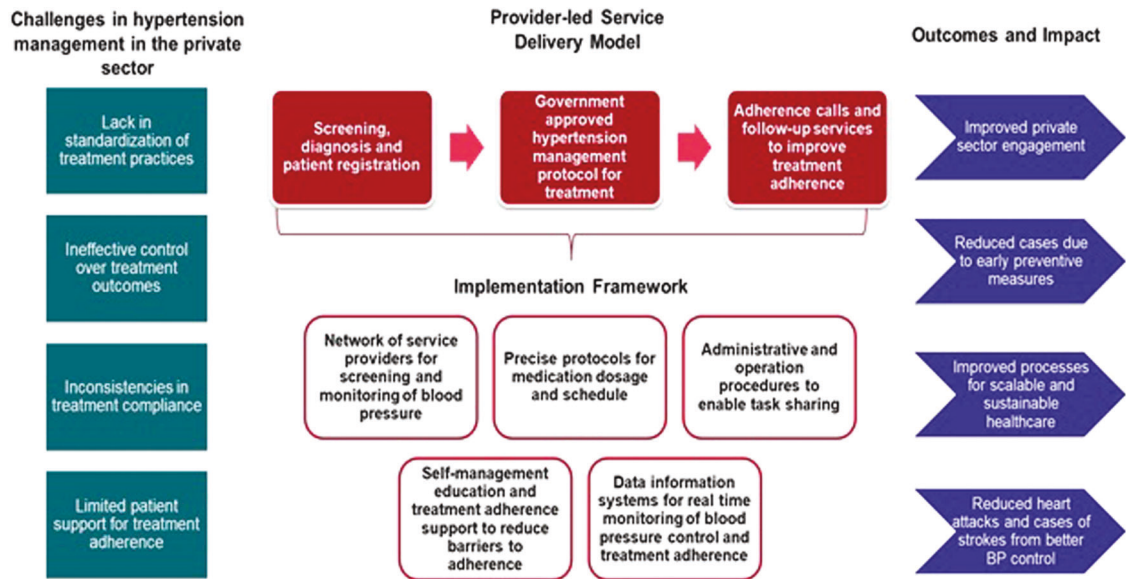 Challenges in hypertension
management in the private
sector
Lack in
standardization of
treatment practices
Ineffective control
over treatment
outcomes
Inconsistencies in
treatment compliance
Limited patient
support for treatment
adherence
Provider-led Service
Delivery Model
Screening,
diagnosis and
patient registration
Government
approved
hypertension
management
protocol for
treatment
Adherence calls and
follow-up services
to improve
treatment
adherence
Implementation Framework
Network of service
providers for
screening and
monitoring of blood
pressure
Precise protocols for
medication dosage
and schedule
Administrative and
operation
procedures to
enable task sharing
Self-management
education and
treatment adherence
support to reduce
barriers to
adherence
Data information
systems for real time
monitoring of blood
pressure control and
treatment adherence
Outcomes and Impact
Improved private
sector engagement
Reduced cases due
to early preventive
measures
Improved processes
for scalable and
sustainable
healthcare
Reduced heart
attacks and cases of
strokes from better
BP control